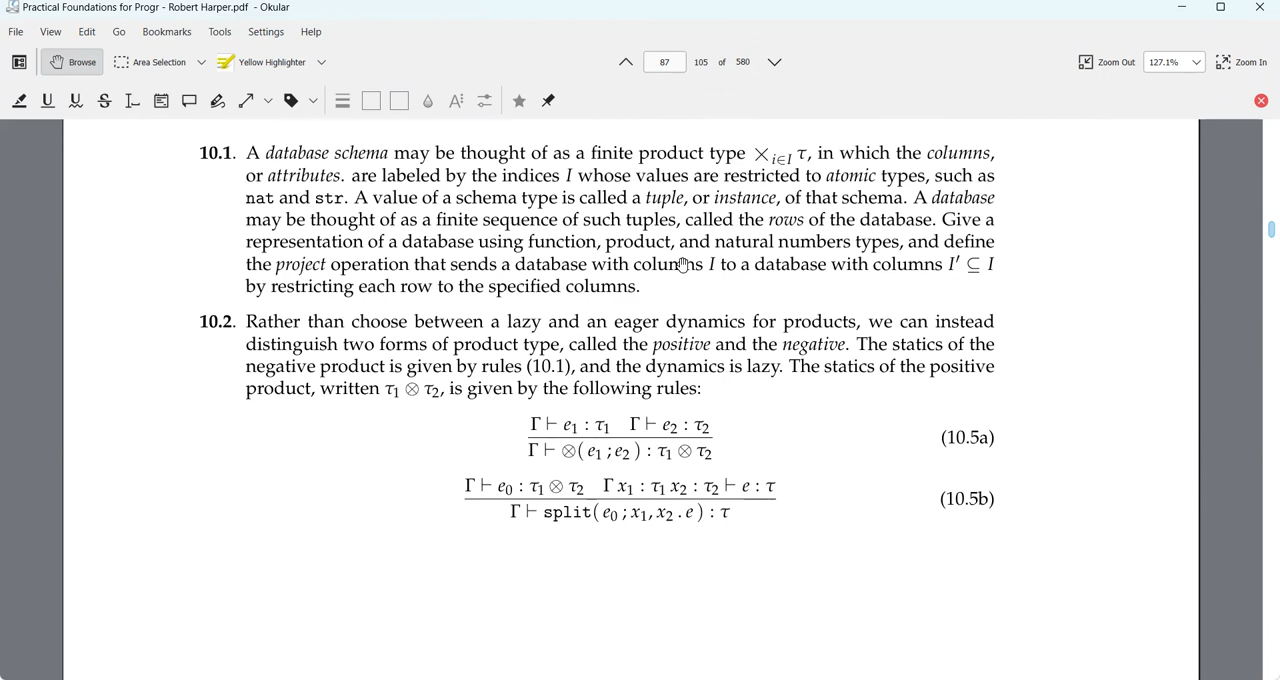 Practical Foundations for Progr - Robert Harper.pdf - Okular
File View Edit Go Bookmarks Tools Settings Help
Browse Area Selection Yellow Highlighter 87 105 of 580 Zoom Out 127.1% Zoom In
10.1. A database schema may be thought of as a finite product type ×_{i∈I} τ, in which the columns,
or attributes. are labeled by the indices I whose values are restricted to atomic types, such as
nat and str. A value of a schema type is called a tuple, or instance, of that schema. A database
may be thought of as a finite sequence of such tuples, called the rows of the database. Give a
representation of a database using function, product, and natural numbers types, and define
the project operation that sends a database with columns I to a database with columns I′ ⊆ I
by restricting each row to the specified columns.
10.2. Rather than choose between a lazy and an eager dynamics for products, we can instead
distinguish two forms of product type, called the positive and the negative. The statics of the
negative product is given by rules (10.1), and the dynamics is lazy. The statics of the positive
product, written τ₁ ⊗ τ₂, is given by the following rules:
Γ ⊢ e₁ : τ₁ Γ ⊢ e₂ : τ₂
Γ ⊢ ⊗( e₁ ; e₂ ) : τ₁ ⊗ τ₂ (10.5a)
Γ ⊢ e₀ : τ₁ ⊗ τ₂ Γ x₁ : τ₁ x₂ : τ₂ ⊢ e : τ
Γ ⊢ split( e₀ ; x₁, x₂ . e ) : τ (10.5b)